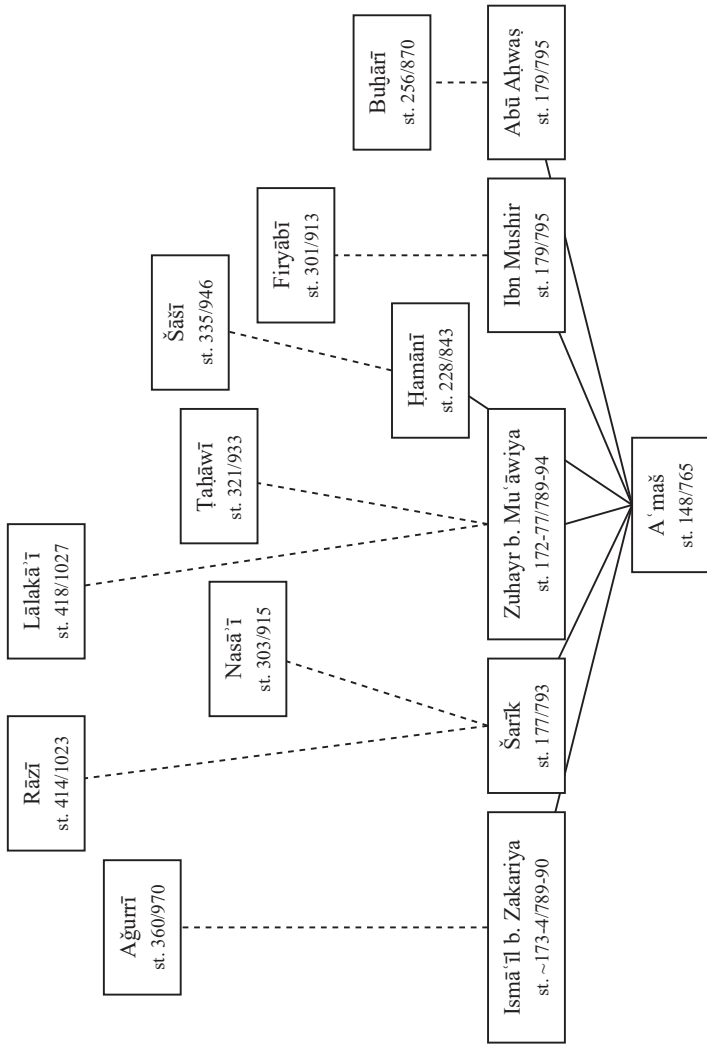 Lālakāʾī
st. 418/1027
Rāzī
st. 414/1023
Aǧurrī
st. 360/970
Šāšī
st. 335/946
Ṭaḥāwī
st. 321/933
Nasāʾī
st. 303/915
Firyābī
st. 301/913
Buḫārī
st. 256/870
Ḥamānī
st. 228/843
Ismāʿīl b. Zakariya
st. ~173-4/789-90
Šarīk
st. 177/793
Zuhayr b. Muʿāwiya
st. 172-77/789-94
Ibn Mushir
st. 179/795
Abū Aḥwaṣ
st. 179/795
Aʿmaš
st. 148/765